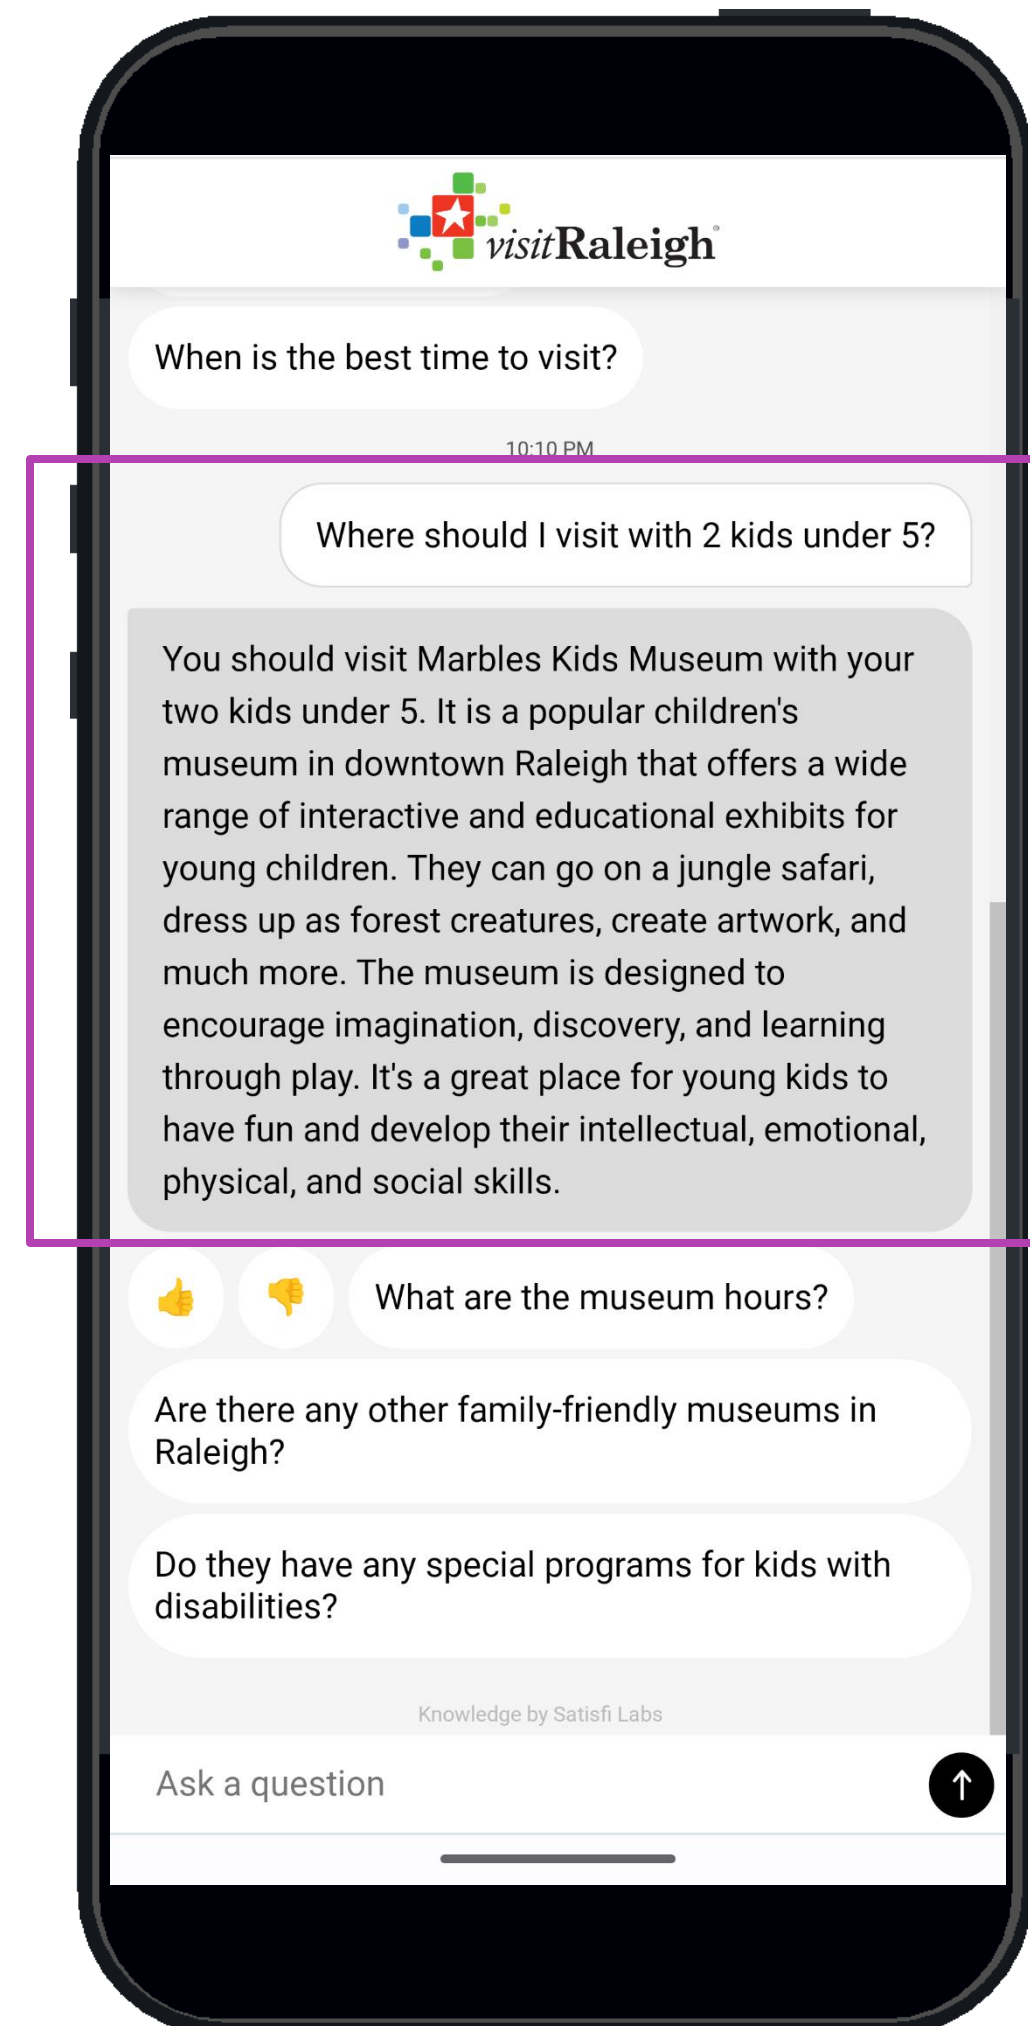 visitRaleigh
When is the best time to visit?
10:10 PM
Where should I visit with 2 kids under 5?
You should visit Marbles Kids Museum with your
two kids under 5. It is a popular children's
museum in downtown Raleigh that offers a wide
range of interactive and educational exhibits for
young children. They can go on a jungle safari,
dress up as forest creatures, create artwork, and
much more. The museum is designed to
encourage imagination, discovery, and learning
through play. It's a great place for young kids to
have fun and develop their intellectual, emotional,
physical, and social skills.
What are the museum hours?
Are there any other family-friendly museums in
Raleigh?
Do they have any special programs for kids with
disabilities?
Knowledge by Satisfi Labs
Ask a question